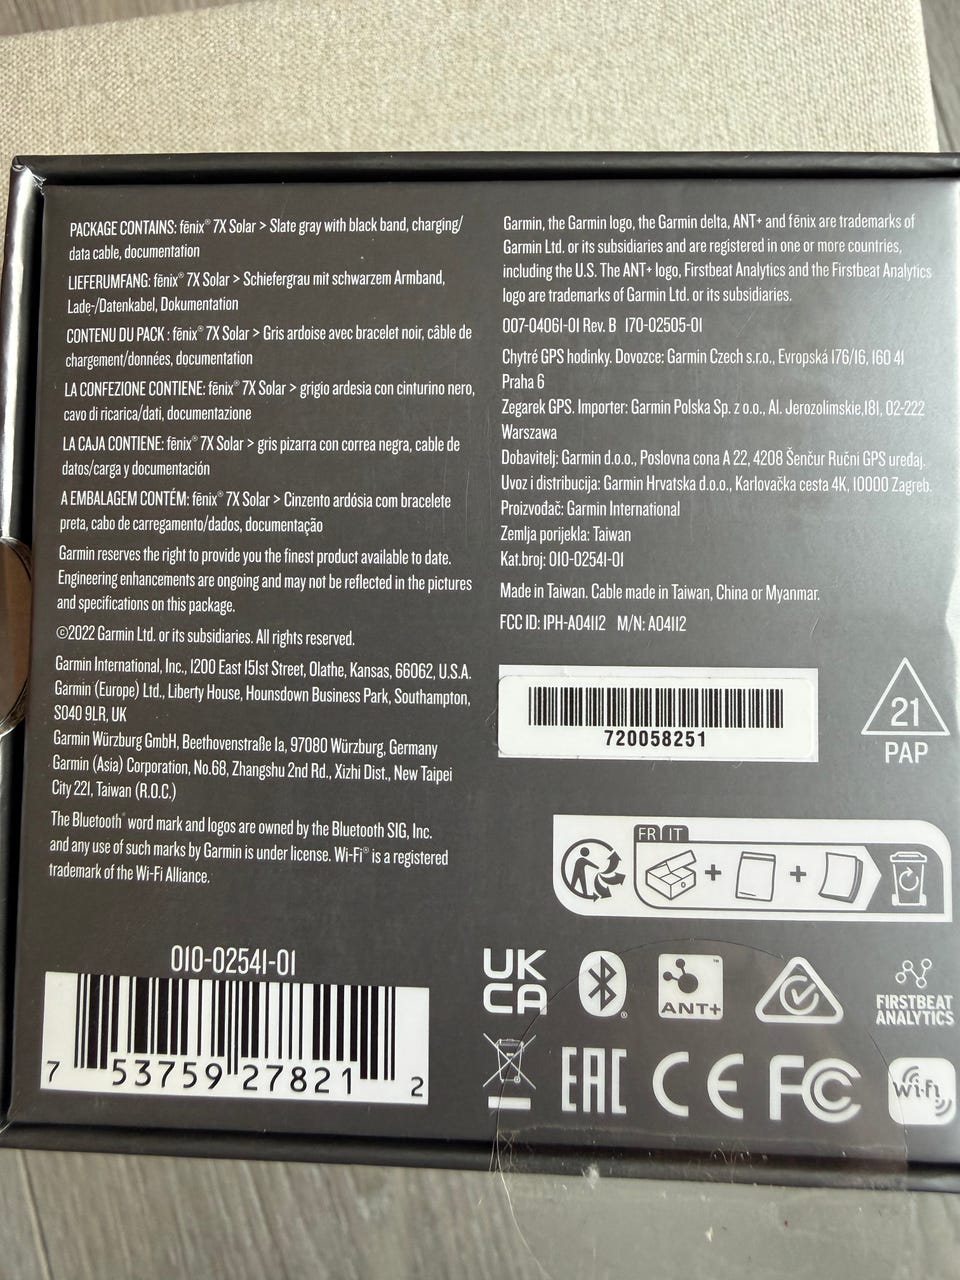 PACKAGE CONTAINS: fēnix® 7X Solar > Slate gray with black band, charging/
data cable, documentation
LIEFERUMFANG: fēnix® 7X Solar > Schiefergrau mit schwarzem Armband,
Lade-/Datenkabel, Dokumentation
CONTENU DU PACK : fēnix® 7X Solar > Gris ardoise avec bracelet noir, câble de
chargement/données, documentation
LA CONFEZIONE CONTIENE: fēnix® 7X Solar > grigio ardesia con cinturino nero,
cavo di ricarica/dati, documentazione
LA CAJA CONTIENE: fēnix® 7X Solar > gris pizarra con correa negra, cable de
datos/carga y documentación
A EMBALAGEM CONTÉM: fēnix® 7X Solar > Cinzento ardósia com bracelete
preta, cabo de carregamento/dados, documentação
Garmin reserves the right to provide you the finest product available to date.
Engineering enhancements are ongoing and may not be reflected in the pictures
and specifications on this package.
©2022 Garmin Ltd. or its subsidiaries. All rights reserved.
Garmin International, Inc., 1200 East 151st Street, Olathe, Kansas, 66062, U.S.A.
Garmin (Europe) Ltd., Liberty House, Hounsdown Business Park, Southampton,
SO40 9LR, UK
Garmin Würzburg GmbH, Beethovenstraße 1a, 97080 Würzburg, Germany
Garmin (Asia) Corporation, No.68, Zhangshu 2nd Rd., Xizhi Dist., New Taipei
City 221, Taiwan (R.O.C.)
The Bluetooth® word mark and logos are owned by the Bluetooth SIG, Inc.
and any use of such marks by Garmin is under license. Wi-Fi® is a registered
trademark of the Wi-Fi Alliance.
010-02541-01
7 53759 27821 2
Garmin, the Garmin logo, the Garmin delta, ANT+ and fēnix are trademarks of
Garmin Ltd. or its subsidiaries and are registered in one or more countries,
including the U.S. The ANT+ logo, Firstbeat Analytics and the Firstbeat Analytics
logo are trademarks of Garmin Ltd. or its subsidiaries.
007-04061-01 Rev. B 170-02505-01
Chytré GPS hodinky. Dovozce: Garmin Czech s.r.o., Evropská 176/16, 160 41
Praha 6
Zegarek GPS. Importer: Garmin Polska Sp. z o.o., Al. Jerozolimskie,181, 02-222
Warszawa
Dobavitelj: Garmin d.o.o., Poslovna cona A 22, 4208 Šenčur Ručni GPS uređaj.
Uvoz i distribucija: Garmin Hrvatska d.o.o., Karlovačka cesta 4K, 10000 Zagreb.
Proizvođač: Garmin International
Zemlja porijekla: Taiwan
Kat.broj: 010-02541-01
Made in Taiwan. Cable made in Taiwan, China or Myanmar.
FCC ID: IPH-A04112 M/N: A04112
720058251
21
PAP
FR IT
UK
CA
ANT+™
FIRSTBEAT
ANALYTICS
EAC CE FC Wi-Fi